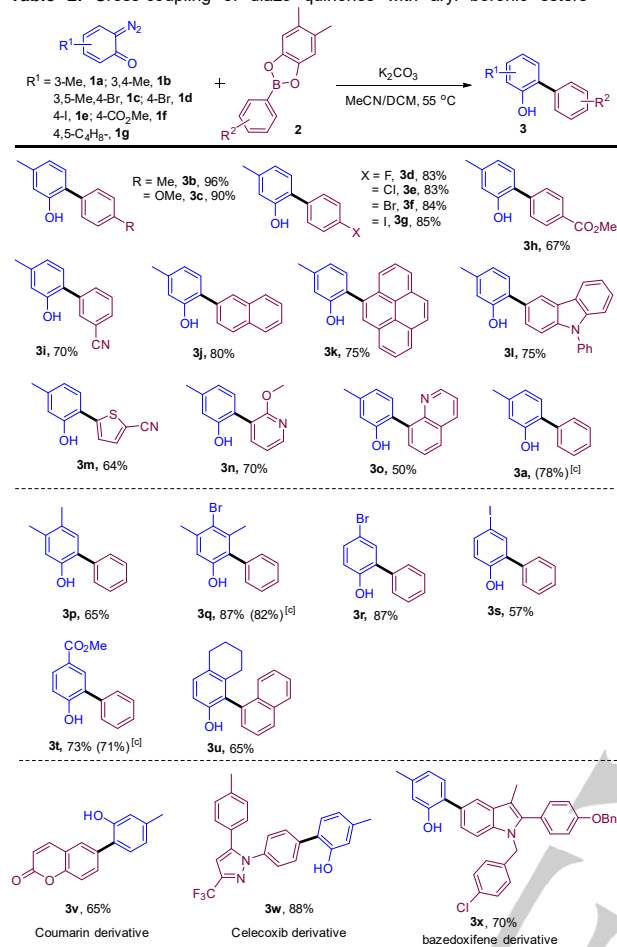 Table 2. Cross-coupling of diazo quinones with aryl boronic esters
N2
O
R1
R1 = 3-Me, 1a; 3,4-Me, 1b
3,5-Me,4-Br, 1c; 4-Br, 1d
4-I, 1e; 4-CO2Me, 1f
4,5-C4H8-, 1g
+
O O
B
R2
2
K2CO3
MeCN/DCM, 55 °C
R1
OH
R2
3
OH
R
R = Me, 3b, 96%
= OMe, 3c, 90%
OH
X
X = F, 3d, 83%
= Cl, 3e, 83%
= Br, 3f, 84%
= I, 3g, 85%
OH
CO2Me
3h, 67%
OH
CN
3i, 70%
OH
3j, 80%
OH
3k, 75%
OH
N
Ph
3l, 75%
OH
S
CN
3m, 64%
O
OH
N
3n, 70%
N
OH
3o, 50%
OH
3a, (78%)[c]
OH
3p, 65%
Br
OH
3q, 87% (82%)[c]
Br
OH
3r, 87%
I
OH
3s, 57%
CO2Me
OH
3t, 73% (71%)[c]
OH
3u, 65%
HO
O O
3v, 65%
Coumarin derivative
N
N
F3C
OH
3w, 88%
Celecoxib derivative
OH
N
OBn
Cl
3x, 70%
bazedoxifene derivative